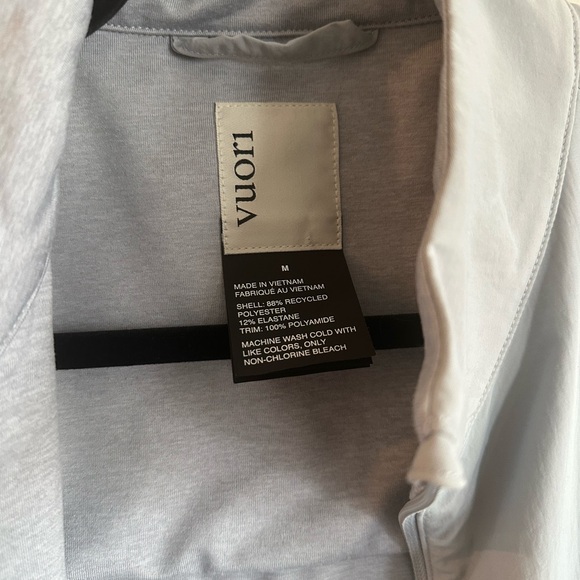 vuori
M
MADE IN VIETNAM
FABRIQUÉ AU VIETNAM
SHELL: 88% RECYCLED
POLYESTER
12% ELASTANE
TRIM: 100% POLYAMIDE
MACHINE WASH COLD WITH
LIKE COLORS, ONLY
NON-CHLORINE BLEACH